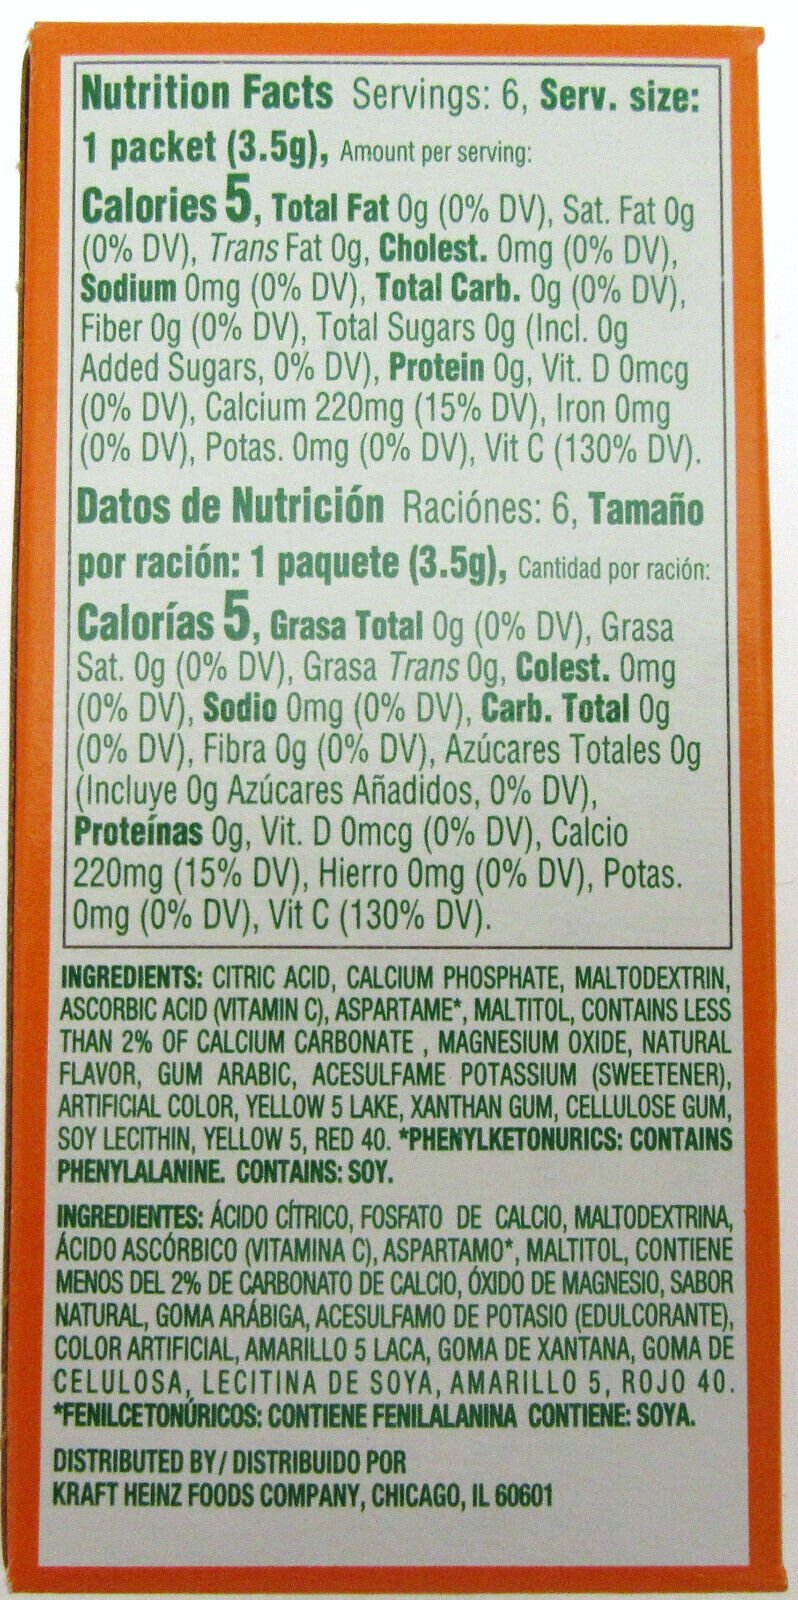 Nutrition Facts Servings: 6, Serv. size:
1 packet (3.5g), Amount per serving:
Calories 5, Total Fat 0g (0% DV), Sat. Fat 0g
(0% DV), Trans Fat 0g, Cholest. 0mg (0% DV),
Sodium 0mg (0% DV), Total Carb. 0g (0% DV),
Fiber 0g (0% DV), Total Sugars 0g (Incl. 0g
Added Sugars, 0% DV), Protein 0g, Vit. D 0mcg
(0% DV), Calcium 220mg (15% DV), Iron 0mg
(0% DV), Potas. 0mg (0% DV), Vit C (130% DV).
Datos de Nutrición Raciónes: 6, Tamaño
por ración: 1 paquete (3.5g), Cantidad por ración:
Calorías 5, Grasa Total 0g (0% DV), Grasa
Sat. 0g (0% DV), Grasa Trans 0g, Colest. 0mg
(0% DV), Sodio 0mg (0% DV), Carb. Total 0g
(0% DV), Fibra 0g (0% DV), Azúcares Totales 0g
(Incluye 0g Azúcares Añadidos, 0% DV),
Proteínas 0g, Vit. D 0mcg (0% DV), Calcio
220mg (15% DV), Hierro 0mg (0% DV), Potas.
0mg (0% DV), Vit C (130% DV).
INGREDIENTS: CITRIC ACID, CALCIUM PHOSPHATE, MALTODEXTRIN,
ASCORBIC ACID (VITAMIN C), ASPARTAME*, MALTITOL, CONTAINS LESS
THAN 2% OF CALCIUM CARBONATE , MAGNESIUM OXIDE, NATURAL
FLAVOR, GUM ARABIC, ACESULFAME POTASSIUM (SWEETENER),
ARTIFICIAL COLOR, YELLOW 5 LAKE, XANTHAN GUM, CELLULOSE GUM,
SOY LECITHIN, YELLOW 5, RED 40. *PHENYLKETONURICS: CONTAINS
PHENYLALANINE. CONTAINS: SOY.
INGREDIENTES: ÁCIDO CÍTRICO, FOSFATO DE CALCIO, MALTODEXTRINA,
ÁCIDO ASCÓRBICO (VITAMINA C), ASPARTAMO*, MALTITOL, CONTIENE
MENOS DEL 2% DE CARBONATO DE CALCIO, ÓXIDO DE MAGNESIO, SABOR
NATURAL, GOMA ARÁBIGA, ACESULFAMO DE POTASIO (EDULCORANTE),
COLOR ARTIFICIAL, AMARILLO 5 LACA, GOMA DE XANTANA, GOMA DE
CELULOSA, LECITINA DE SOYA, AMARILLO 5, ROJO 40.
*FENILCETONÚRICOS: CONTIENE FENILALANINA CONTIENE: SOYA.
DISTRIBUTED BY / DISTRIBUIDO POR
KRAFT HEINZ FOODS COMPANY, CHICAGO, IL 60601